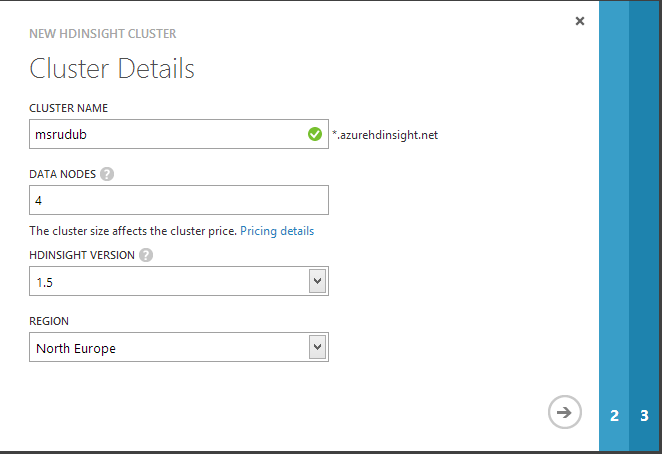 NEW HDINSIGHT CLUSTER
Cluster Details
CLUSTER NAME
msrudub *.azurehdinsight.net
DATA NODES ?
4
The cluster size affects the cluster price. Pricing details
HDINSIGHT VERSION ?
1.5
REGION
North Europe
2 3